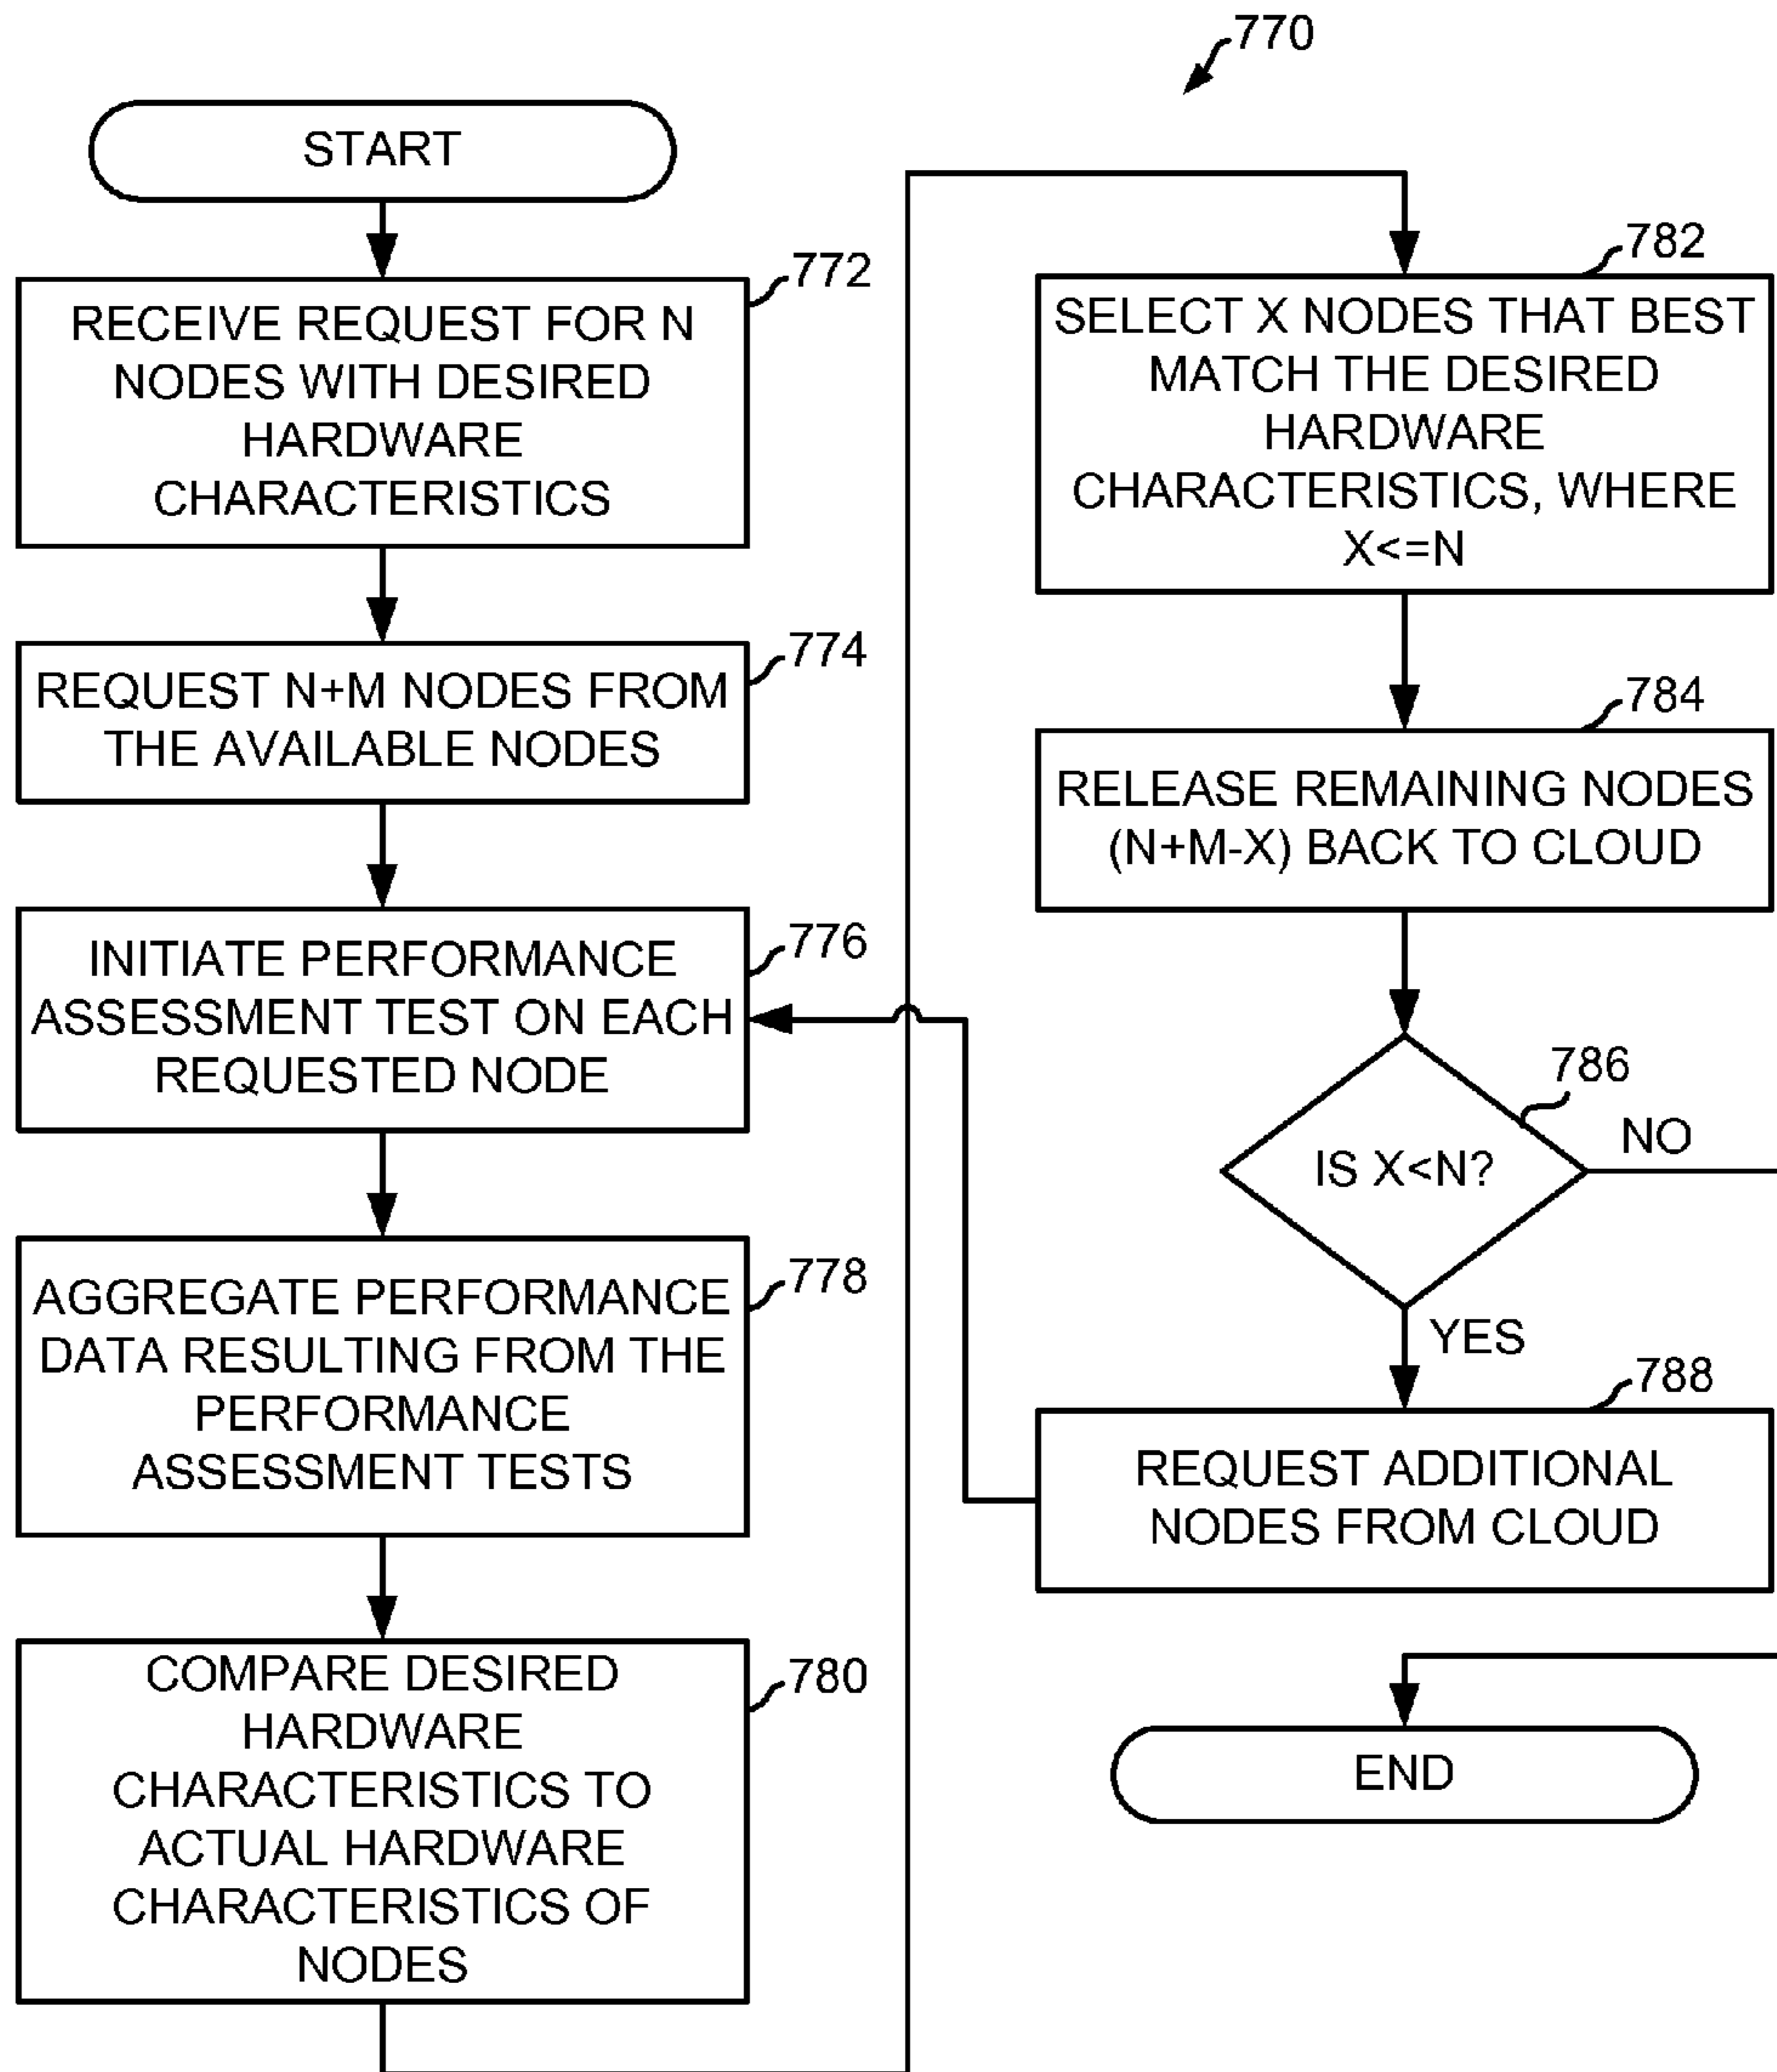 770
START
772
RECEIVE REQUEST FOR N
NODES WITH DESIRED
HARDWARE
CHARACTERISTICS
774
REQUEST N+M NODES FROM
THE AVAILABLE NODES
776
INITIATE PERFORMANCE
ASSESSMENT TEST ON EACH
REQUESTED NODE
778
AGGREGATE PERFORMANCE
DATA RESULTING FROM THE
PERFORMANCE
ASSESSMENT TESTS
780
COMPARE DESIRED
HARDWARE
CHARACTERISTICS TO
ACTUAL HARDWARE
CHARACTERISTICS OF
NODES
782
SELECT X NODES THAT BEST
MATCH THE DESIRED
HARDWARE
CHARACTERISTICS, WHERE
X<=N
784
RELEASE REMAINING NODES
(N+M-X) BACK TO CLOUD
786
IS X<N?
NO
YES
788
REQUEST ADDITIONAL
NODES FROM CLOUD
END